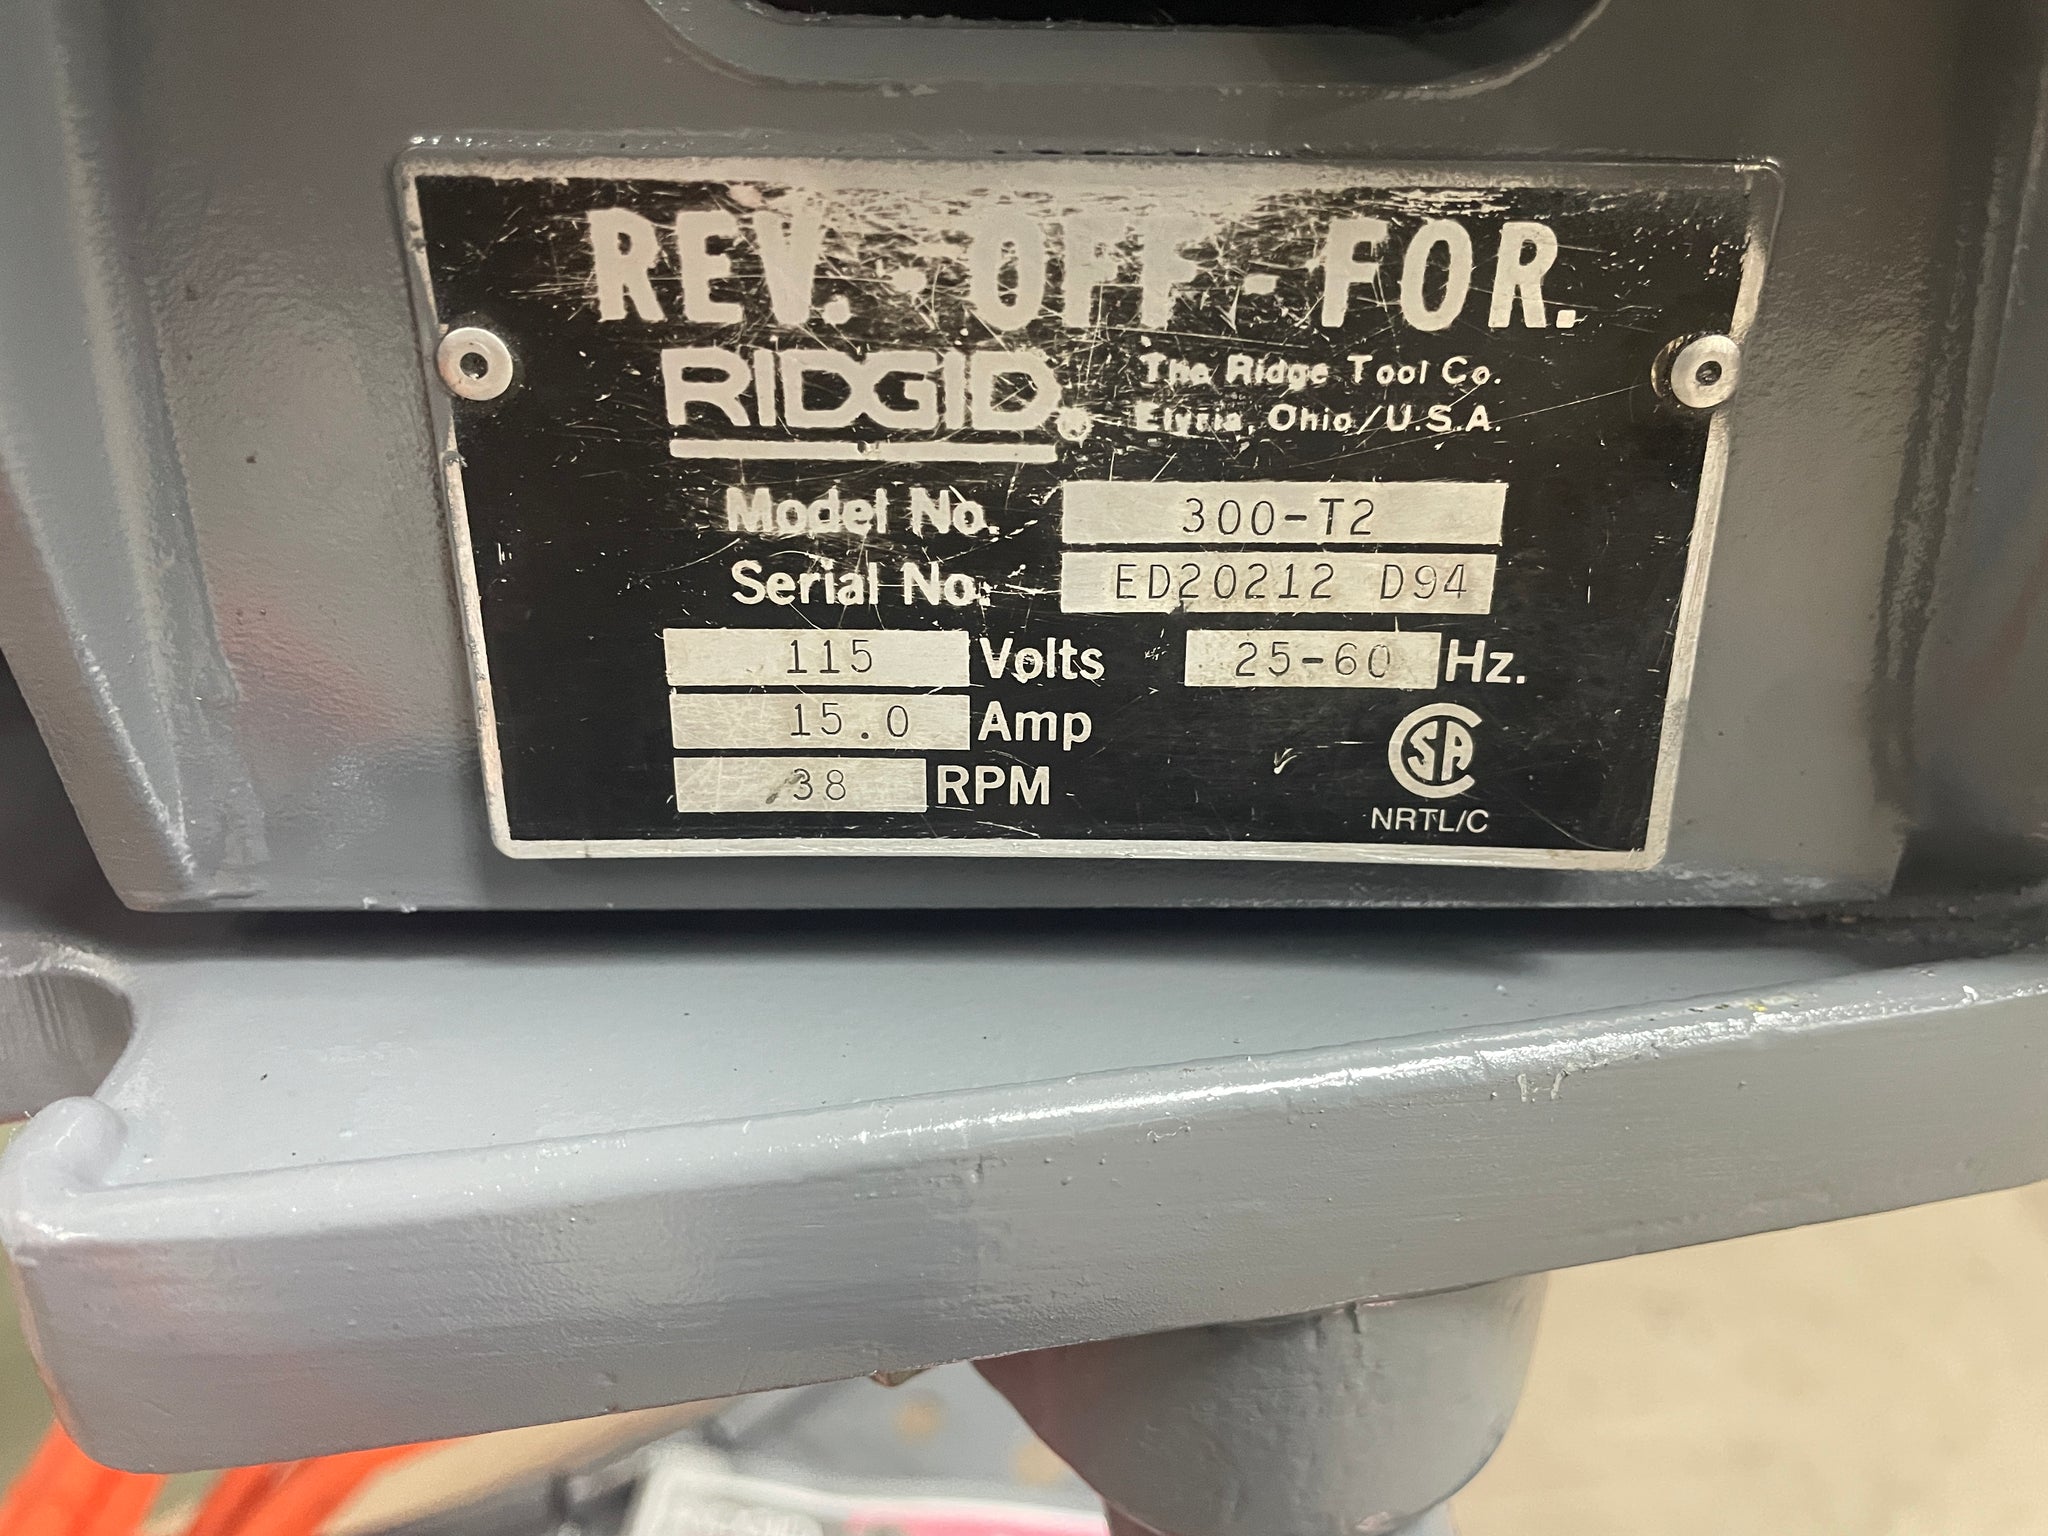 REV. - OFF - FOR.
RIDGID® The Ridge Tool Co.
Elyria, Ohio/U.S.A.
Model No. 300-T2
Serial No. ED20212 D94
115 Volts 25-60 Hz.
15.0 Amp
38 RPM
CSA
NRTL/C